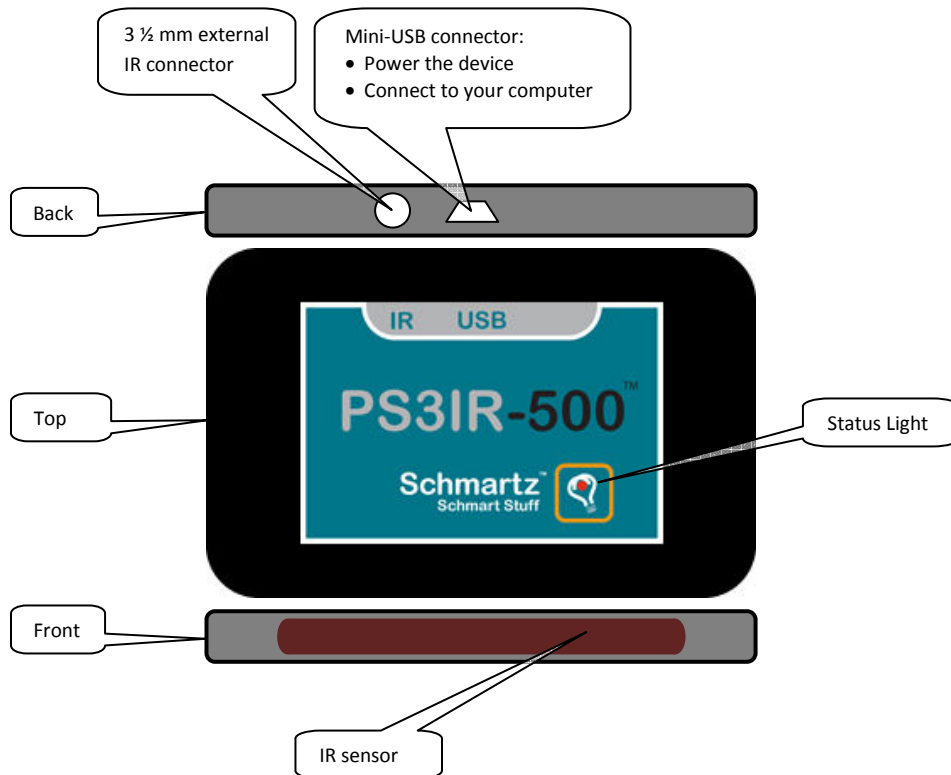 3 ½ mm external
IR connector
Mini-USB connector:
• Power the device
• Connect to your computer
Back
IR USB
PS3IR-500™
Top
Status Light
Schmartz™
Schmart Stuff
Front
IR sensor